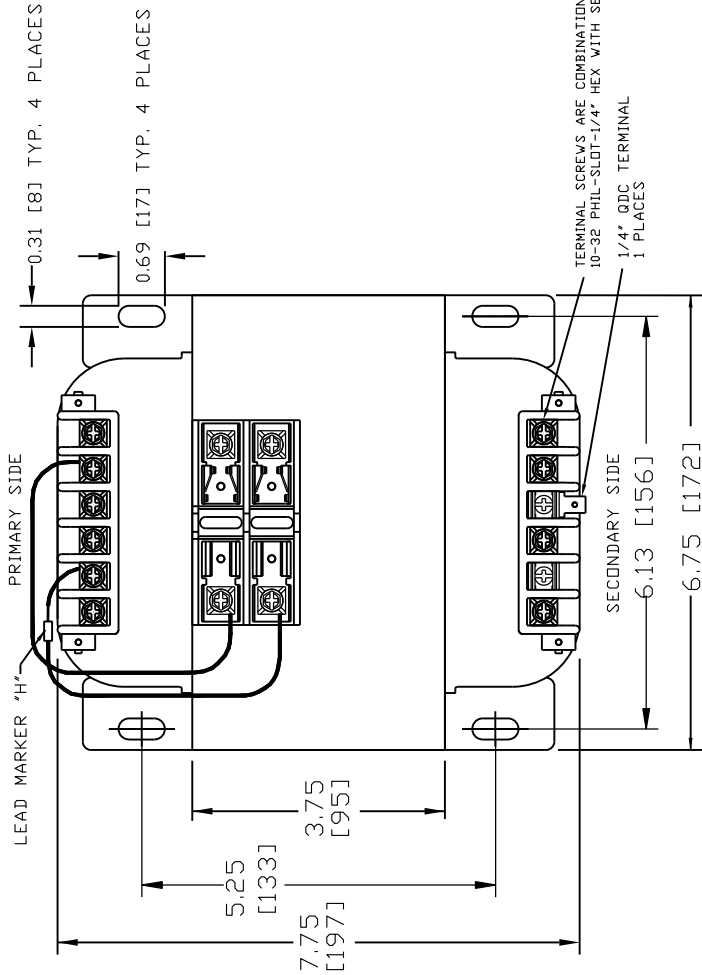 0.31 [8] TYP. 4 PLACES
0.69 [17] TYP. 4 PLACES
LEAD MARKER "H"
PRIMARY SIDE
TERMINAL SCREWS ARE COMBINATION
10-32 PHIL-SLOT-1/4" HEX WITH
1/4" QDC TERMINAL
1 PLACES
SECONDARY SIDE
6.13 [156]
6.75 [172]
3.75
[95]
5.25
[133]
7.75
[197]